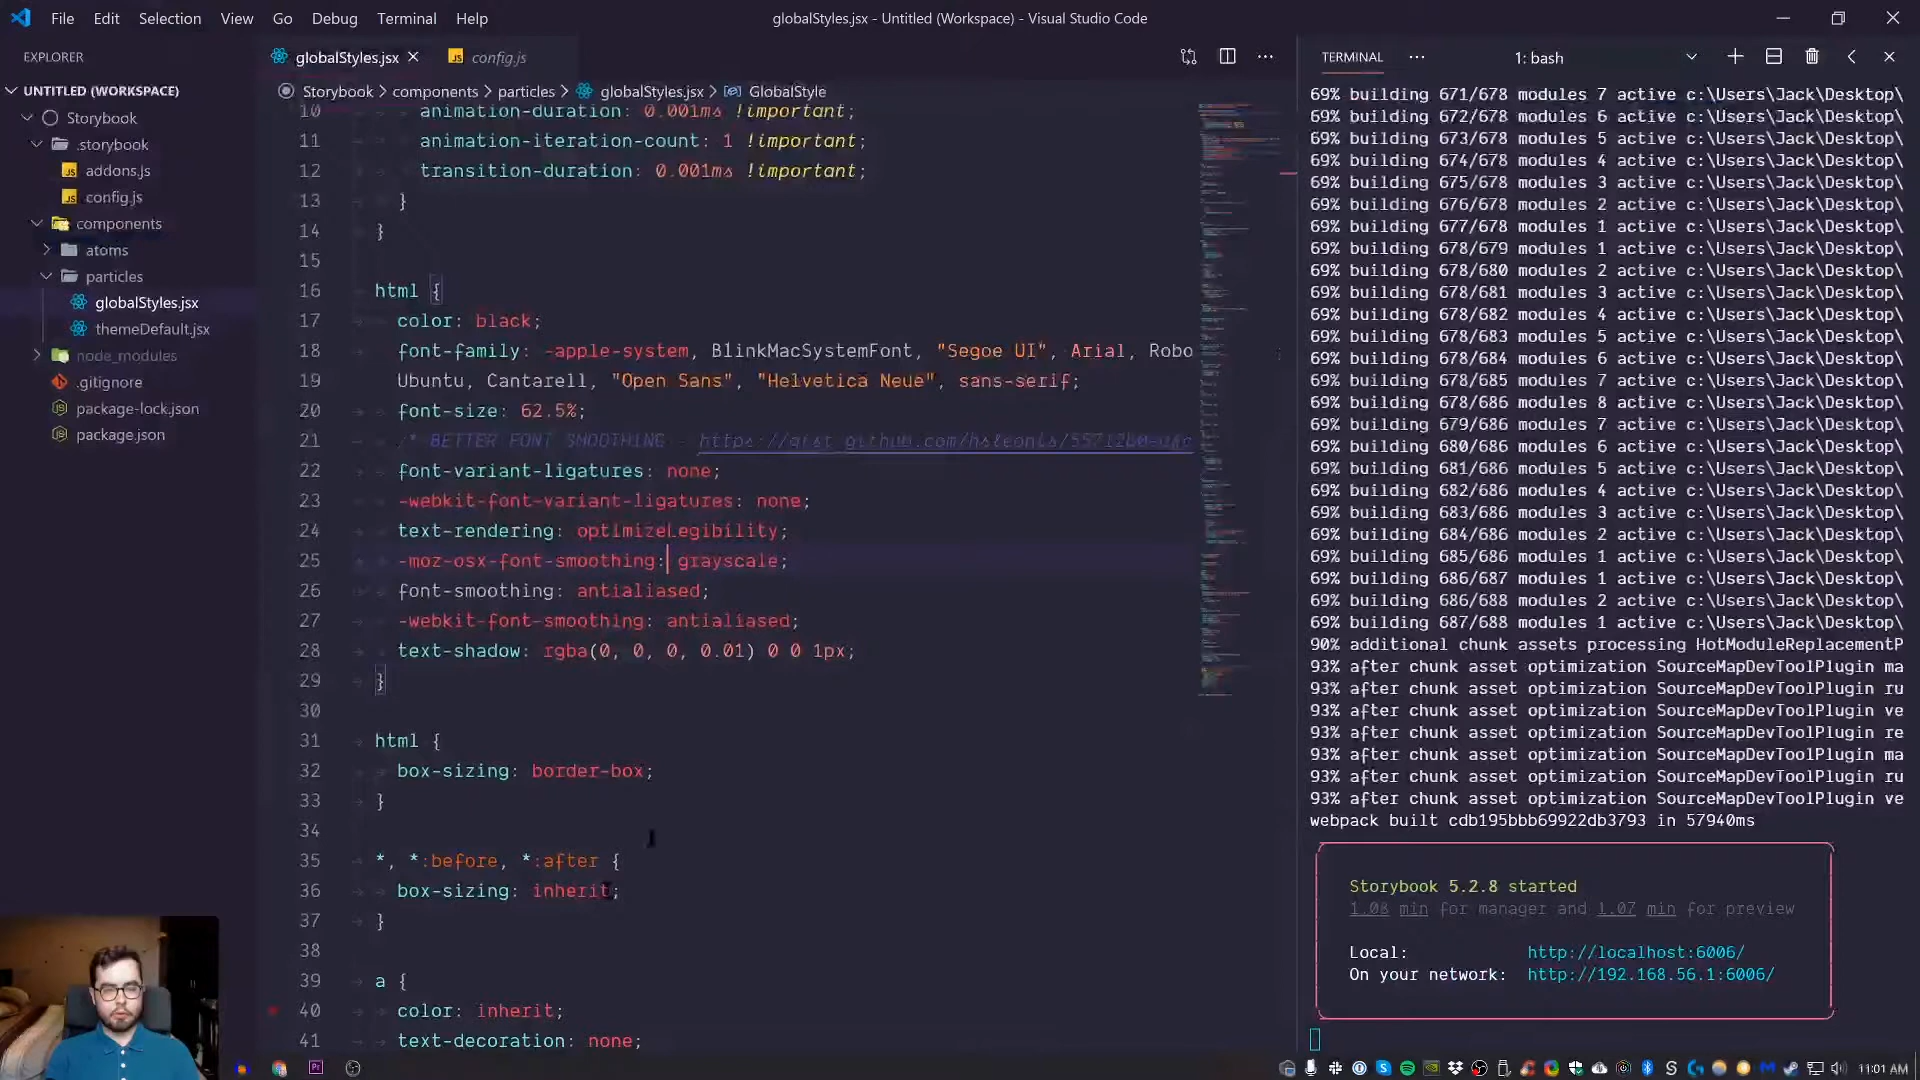 File Edit Selection View Go Debug Terminal Help
globalStyles.jsx - Untitled (Workspace) - Visual Studio Code
EXPLORER
UNTITLED (WORKSPACE)
Storybook
.storybook
addons.js
config.js
components
atoms
particles
globalStyles.jsx
themeDefault.jsx
node_modules
.gitignore
package-lock.json
package.json
globalStyles.jsx config.js
Storybook components particles globalStyles.jsx GlobalStyle
10 animation-duration: 0.001ms !important;
11 animation-iteration-count: 1 !important;
12 transition-duration: 0.001ms !important;
13 }
14 }
15
16 html {
17 color: black;
18 font-family: -apple-system, BlinkMacSystemFont, "Segoe UI", Arial, Robo
19 Ubuntu, Cantarell, "Open Sans", "Helvetica Neue", sans-serif;
20 font-size: 62.5%;
21 /* BETTER FONT SMOOTHING - https://gist.github.com/hsleonis/
22 font-variant-ligatures: none;
23 -webkit-font-variant-ligatures: none;
24 text-rendering: optimizeLegibility;
25 -moz-osx-font-smoothing: grayscale;
26 font-smoothing: antialiased;
27 -webkit-font-smoothing: antialiased;
28 text-shadow: rgba(0, 0, 0, 0.01) 0 0 1px;
29 }
30
31 html {
32 box-sizing: border-box;
33 }
34
35 *, *:before, *:after {
36 box-sizing: inherit;
37 }
38
39 a {
40 color: inherit;
41 text-decoration: none;
TERMINAL 1: bash
69% building 671/678 modules 7 active c:\Users\Jack\Desktop\
69% building 672/678 modules 6 active c:\Users\Jack\Desktop\
69% building 673/678 modules 5 active c:\Users\Jack\Desktop\
69% building 674/678 modules 4 active c:\Users\Jack\Desktop\
69% building 675/678 modules 3 active c:\Users\Jack\Desktop\
69% building 676/678 modules 2 active c:\Users\Jack\Desktop\
69% building 677/678 modules 1 active c:\Users\Jack\Desktop\
69% building 678/679 modules 1 active c:\Users\Jack\Desktop\
69% building 678/680 modules 2 active c:\Users\Jack\Desktop\
69% building 678/681 modules 3 active c:\Users\Jack\Desktop\
69% building 678/682 modules 4 active c:\Users\Jack\Desktop\
69% building 678/683 modules 5 active c:\Users\Jack\Desktop\
69% building 678/684 modules 6 active c:\Users\Jack\Desktop\
69% building 678/685 modules 7 active c:\Users\Jack\Desktop\
69% building 678/686 modules 8 active c:\Users\Jack\Desktop\
69% building 679/686 modules 7 active c:\Users\Jack\Desktop\
69% building 680/686 modules 6 active c:\Users\Jack\Desktop\
69% building 681/686 modules 5 active c:\Users\Jack\Desktop\
69% building 682/686 modules 4 active c:\Users\Jack\Desktop\
69% building 683/686 modules 3 active c:\Users\Jack\Desktop\
69% building 684/686 modules 2 active c:\Users\Jack\Desktop\
69% building 685/686 modules 1 active c:\Users\Jack\Desktop\
69% building 686/687 modules 1 active c:\Users\Jack\Desktop\
69% building 686/688 modules 2 active c:\Users\Jack\Desktop\
69% building 687/688 modules 1 active c:\Users\Jack\Desktop\
90% additional chunk assets processing HotModuleReplacementP
93% after chunk asset optimization SourceMapDevToolPlugin ma
93% after chunk asset optimization SourceMapDevToolPlugin ru
93% after chunk asset optimization SourceMapDevToolPlugin ve
93% after chunk asset optimization SourceMapDevToolPlugin re
93% after chunk asset optimization SourceMapDevToolPlugin ma
93% after chunk asset optimization SourceMapDevToolPlugin ru
93% after chunk asset optimization SourceMapDevToolPlugin ve
webpack built cdb195bbb69922db3793 in 57940ms
Storybook 5.2.8 started
1.08 min for manager and 1.07 min for preview
Local: http://localhost:6006/
On your network: http://192.168.56.1:6006/
11:01 AM